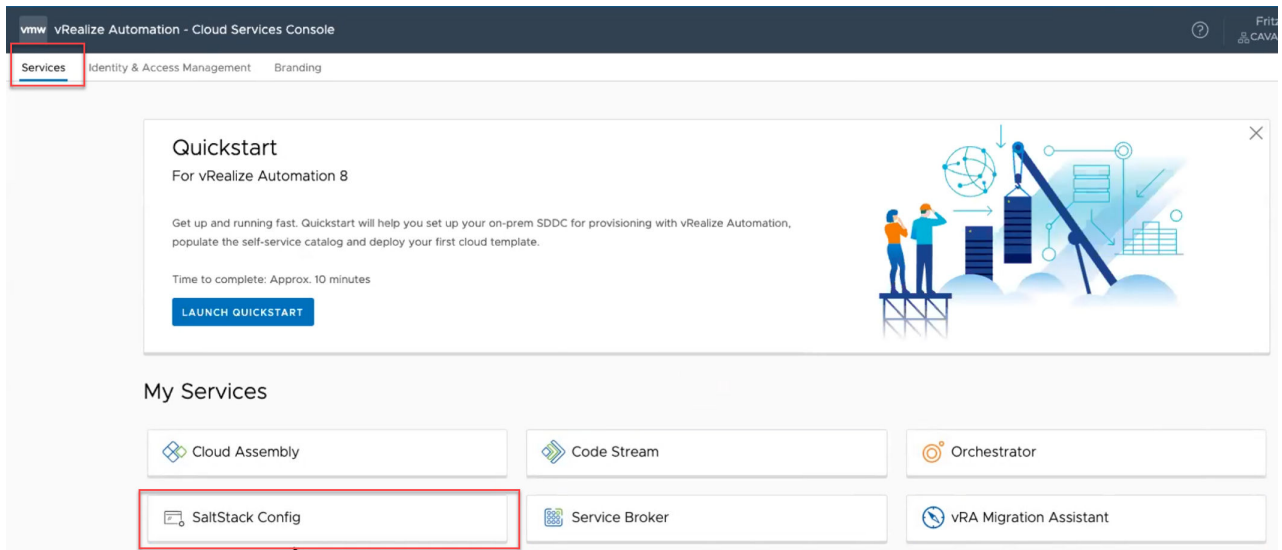 vmw vRealize Automation - Cloud Services Console
Fritz
CAVA
Services Identity & Access Management Branding
Quickstart
For vRealize Automation 8
Get up and running fast. Quickstart will help you set up your on-prem SDDC for provisioning with vRealize Automation,
populate the self-service catalog and deploy your first cloud template.
Time to complete: Approx. 10 minutes
LAUNCH QUICKSTART
My Services
Cloud Assembly
Code Stream
Orchestrator
SaltStack Config
Service Broker
vRA Migration Assistant